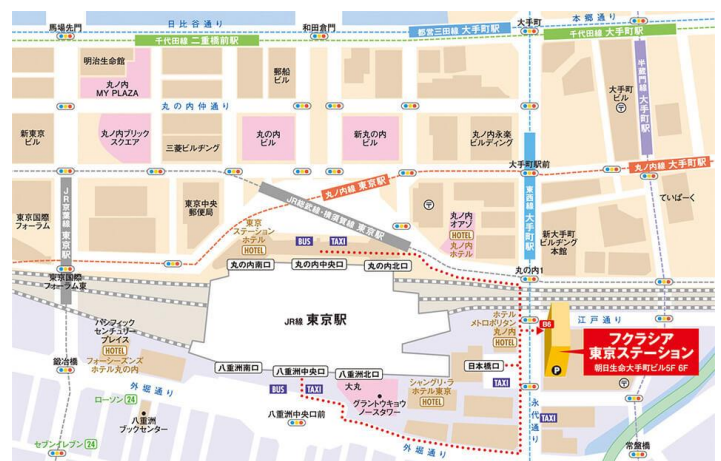 日比谷通り
本郷通り
馬場先門
和田倉門
大手町
千代田線 二重橋前駅
都営三田線 大手町駅
千代田線 大手町駅
明治生命館
丸ノ内
MY PLAZA
郵船
ビル
大手町
ビル
半蔵門線 大手町駅
丸の内仲通り
新東京
ビル
丸ノ内ブリック
スクエア
三菱ビルヂング
丸の内
ビル
新丸の内
ビル
丸ノ内永楽
ビルディング
大手町駅前
丸ノ内線 大手町駅
丸ノ内線 東京駅
JR京葉線 東京駅
JR総武線・横須賀線 東京駅
東西線 大手町駅
ていぱーく
東京国際
フォーラム
東京中央
郵便局
東京
ステーション
ホテル
HOTEL
BUS
TAXI
丸ノ内
オアゾ
HOTEL
丸ノ内
ホテル
新大手町
ビルヂング
本館
丸の内南口
丸の内中央口
丸の内北口
丸の内1
東京国際
フォーラム東
JR線 東京駅
パシフィック
センチュリー
プレイス
HOTEL
フォーシーズンズ
ホテル丸の内
ホテル
メトロポリタン
丸ノ内
HOTEL
B6
江戸通り
フクラシア
東京ステーション
朝日生命大手町ビル5F 6F
P
鍛冶橋
八重洲南口
八重洲中央口
八重洲北口
日本橋口
BUS
TAXI
大丸
グラントウキョウ
ノースタワー
シャングリ・ラ
ホテル東京
HOTEL
TAXI
外堀通り
ローソン 24
八重洲
ブックセンター
八重洲中央口前
TAXI
永代通り
セブンイレブン 24
外堀通り
常盤橋